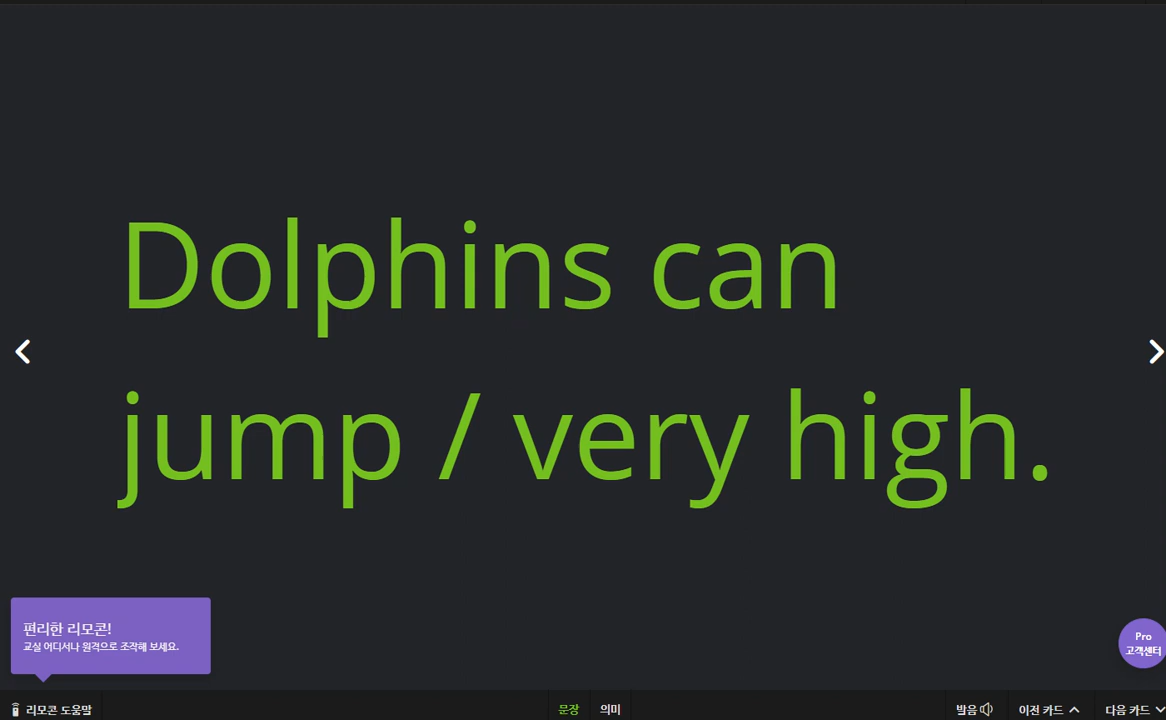 Dolphins can
jump / very high.
편리한 리모콘!
교실 어디서나 원격으로 조작해 보세요.
Pro
고객센터
리모콘 도움말
문장
의미
발음
이전 카드
다음 카드